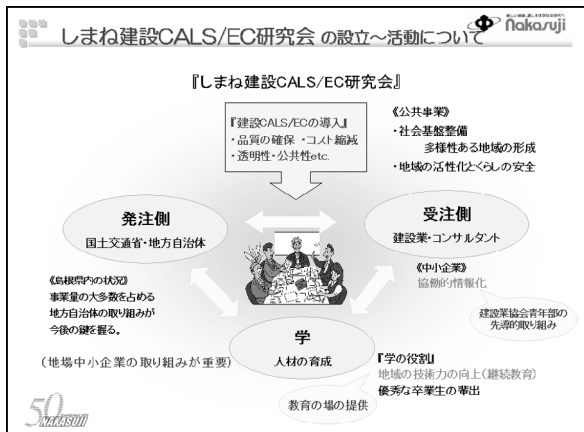 しまね建設CALS/EC研究会 の設立～活動について
Nakasuji
『しまね建設CALS/EC研究会』
『建設CALS/ECの導入』
・品質の確保 ・コスト縮減
・透明性・公共性etc.
《公共事業》
・社会基盤整備
多様性ある地域の形成
・地域の活性化とくらしの安全
発注側
国土交通省・地方自治体
受注側
建設業・コンサルタント
《島根県内の状況》
事業量の大多数を占める
地方自治体の取り組みが
今後の鍵を握る。
（地場中小企業の取り組みが重要）
《中小企業》
協働的情報化
建設業協会青年部の
先導的取り組み
学
人材の育成
『学の役割』
地域の技術力の向上（継続教育）
優秀な卒業生の輩出
教育の場の提供
50
NAKASUJI